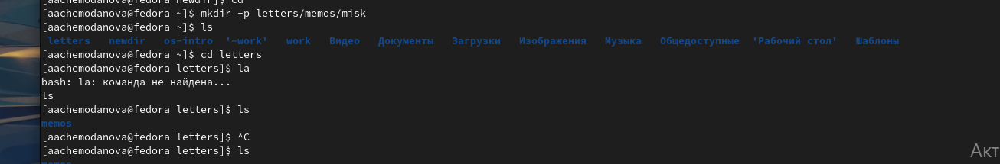 [aachemodanova@fedora newdir]$ cd
[aachemodanova@fedora ~]$ mkdir -p letters/memos/misk
[aachemodanova@fedora ~]$ ls
letters newdir os-intro '~work' work Видео Документы Загрузки Изображения Музыка Общедоступные 'Рабочий стол' Шаблоны
[aachemodanova@fedora ~]$ cd letters
[aachemodanova@fedora letters]$ la
bash: la: команда не найдена...
ls
[aachemodanova@fedora letters]$ ls
memos
[aachemodanova@fedora letters]$ ^C
[aachemodanova@fedora letters]$ ls
Акт